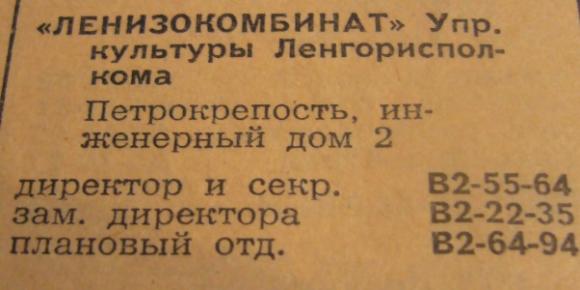 «ЛЕНИЗОКОМБИНАТ» Упр.
культуры Ленгориспол-
кома
Петрокрепость, ин-
женерный дом 2
директор и секр. В2-55-64
зам. директора В2-22-35
плановый отд. В2-64-94